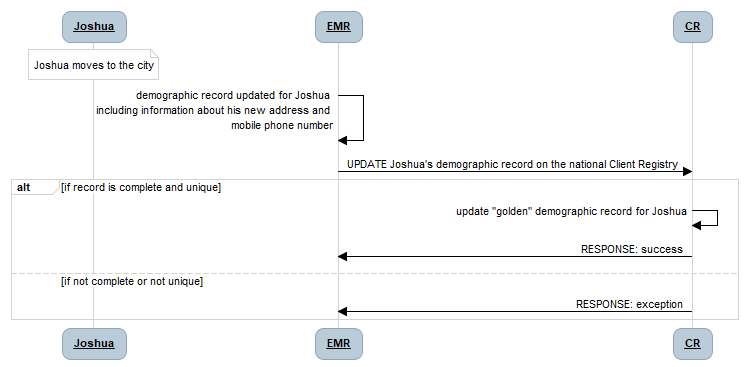 Joshua
EMR
CR
Joshua moves to the city
demographic record updated for Joshua
including information about his new address and
mobile phone number
UPDATE Joshua's demographic record on the national Client Registry
alt
[if record is complete and unique]
update "golden" demographic record for Joshua
RESPONSE: success
[if not complete or not unique]
RESPONSE: exception
Joshua
EMR
CR